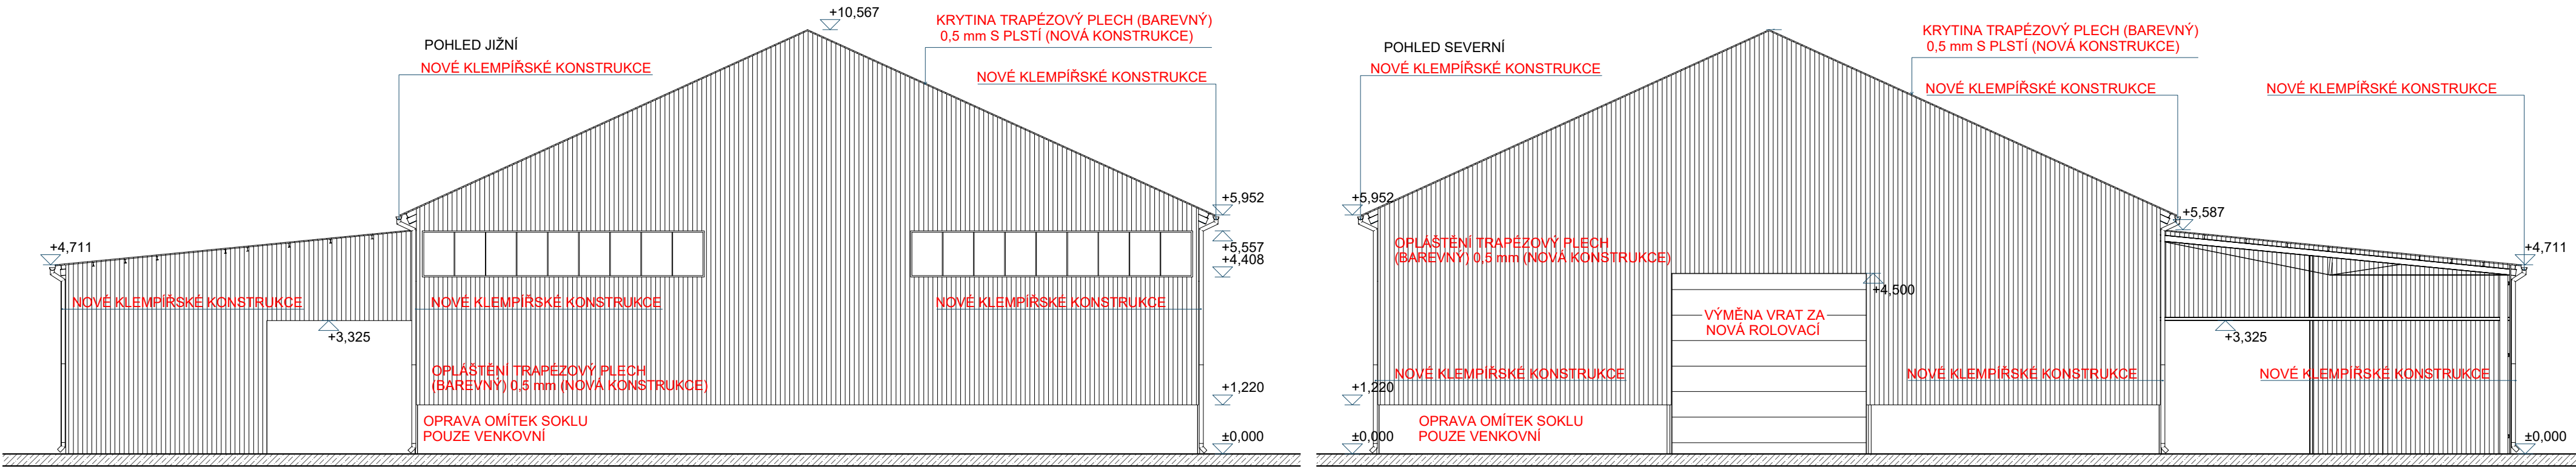 POHLED JIŽNÍ
NOVÉ KLEMPÍŘSKÉ KONSTRUKCE
+10,567
KRYTINA TRAPÉZOVÝ PLECH (BAREVNÝ)
0,5 mm S PLSTÍ (NOVÁ KONSTRUKCE)
NOVÉ KLEMPÍŘSKÉ KONSTRUKCE
+5,952
+4,711
+5,557
+4,408
NOVÉ KLEMPÍŘSKÉ KONSTRUKCE
NOVÉ KLEMPÍŘSKÉ KONSTRUKCE
NOVÉ KLEMPÍŘSKÉ KONSTRUKCE
+3,325
OPLÁŠTĚNÍ TRAPÉZOVÝ PLECH
(BAREVNÝ) 0,5 mm (NOVÁ KONSTRUKCE)
+1,220
OPRAVA OMÍTEK SOKLU
POUZE VENKOVNÍ
±0,000
POHLED SEVERNÍ
NOVÉ KLEMPÍŘSKÉ KONSTRUKCE
KRYTINA TRAPÉZOVÝ PLECH (BAREVNÝ)
0,5 mm S PLSTÍ (NOVÁ KONSTRUKCE)
NOVÉ KLEMPÍŘSKÉ KONSTRUKCE
NOVÉ KLEMPÍŘSKÉ KONSTRUKCE
+5,952
+5,587
OPLÁŠTĚNÍ TRAPÉZOVÝ PLECH
(BAREVNÝ) 0,5 mm (NOVÁ KONSTRUKCE)
+4,711
+4,500
VÝMĚNA VRAT ZA
NOVÁ ROLOVACÍ
+3,325
NOVÉ KLEMPÍŘSKÉ KONSTRUKCE
NOVÉ KLEMPÍŘSKÉ KONSTRUKCE
NOVÉ KLEMPÍŘSKÉ KONSTRUKCE
+1,220
OPRAVA OMÍTEK SOKLU
POUZE VENKOVNÍ
±0,000
±0,000